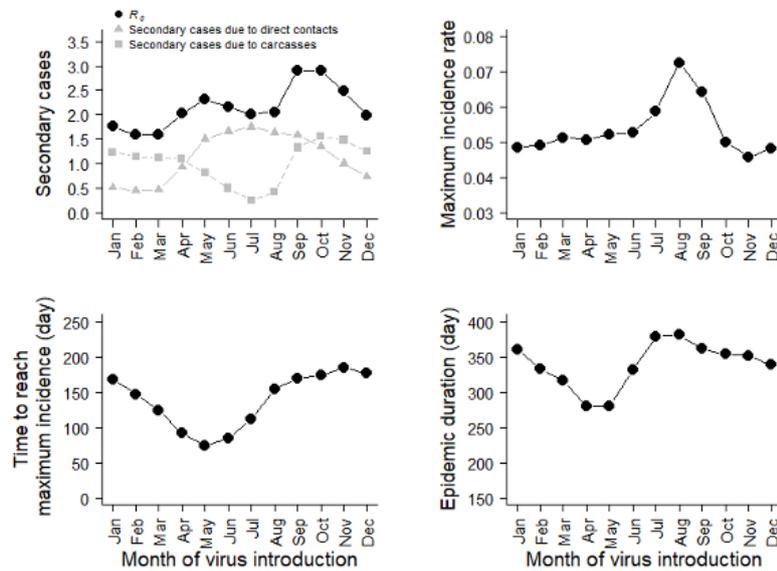 R₀
Secondary cases due to direct contacts
Secondary cases due to carcasses
Secondary cases
3.5
3.0
2.5
2.0
1.5
1.0
0.5
0.0
Jan Feb Mar Apr May Jun Jul Aug Sep Oct Nov Dec
Maximum incidence rate
0.08
0.07
0.06
0.05
0.04
0.03
Jan Feb Mar Apr May Jun Jul Aug Sep Oct Nov Dec
Time to reach
maximum incidence (day)
250
200
150
100
50
0
Jan Feb Mar Apr May Jun Jul Aug Sep Oct Nov Dec
Month of virus introduction
Epidemic duration (day)
400
350
300
250
200
150
Jan Feb Mar Apr May Jun Jul Aug Sep Oct Nov Dec
Month of virus introduction